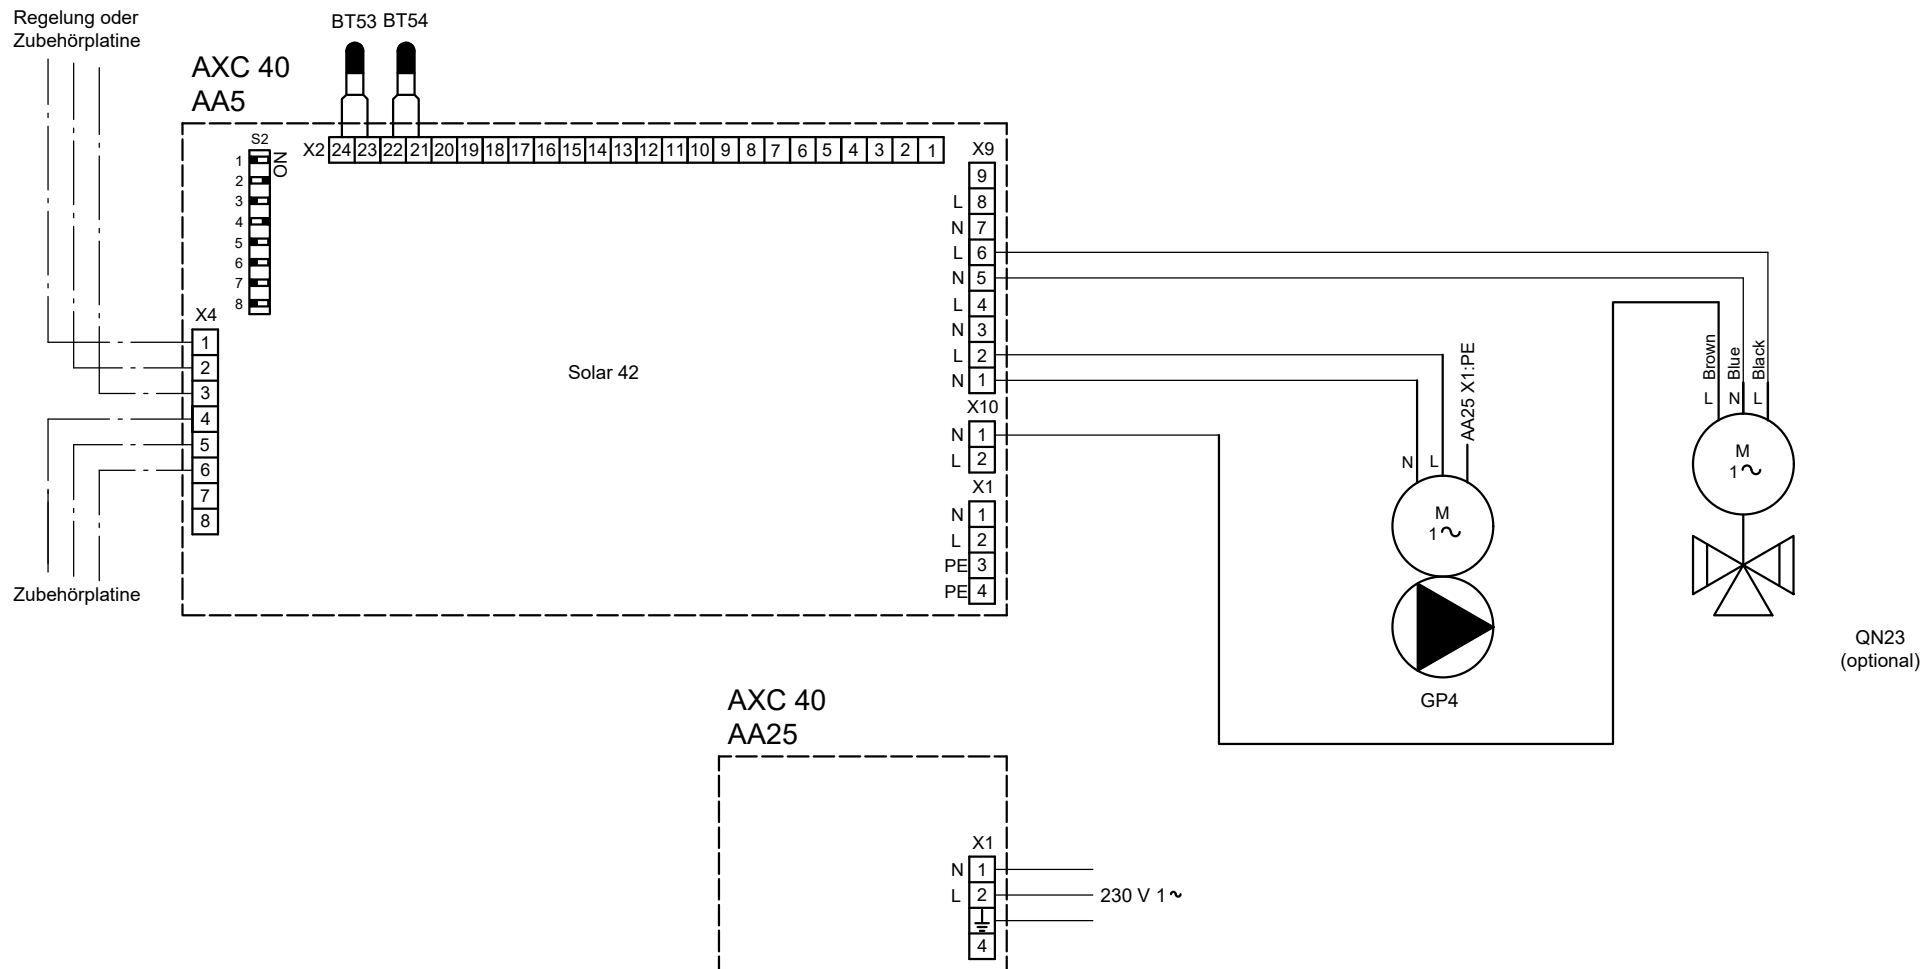 Regelung oder
Zubehörplatine
BT53 BT54
AXC 40
AA5
S2
ON
1
2
3
4
5
6
7
8
X2 24 23 22 21 20 19 18 17 16 15 14 13 12 11 10 9 8 7 6 5 4 3 2 1
X9
9
L 8
N 7
L 6
N 5
L 4
N 3
L 2
N 1
X10
N 1
L 2
X1
N 1
L 2
PE 3
PE 4
X4
1
2
3
4
5
6
7
8
Solar 42
Zubehörplatine
N L AA25 X1:PE
M
1~
GP4
Brown Blue Black
L N L
M
1~
QN23
(optional)
AXC 40
AA25
X1
N 1
L 2
4
230 V 1~